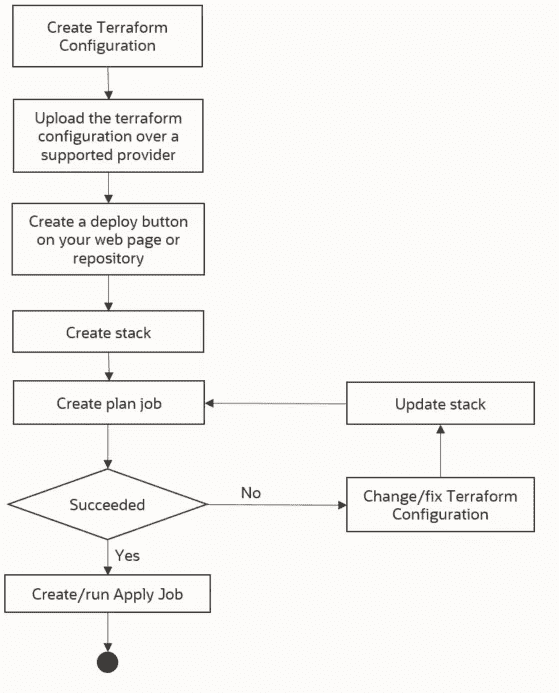 Create Terraform
Configuration
Upload the terraform
configuration over a
supported provider
Create a deploy button
on your web page or
repository
Create stack
Create plan job
Update stack
Succeeded
No
Change/fix Terraform
Configuration
Yes
Create/run Apply Job